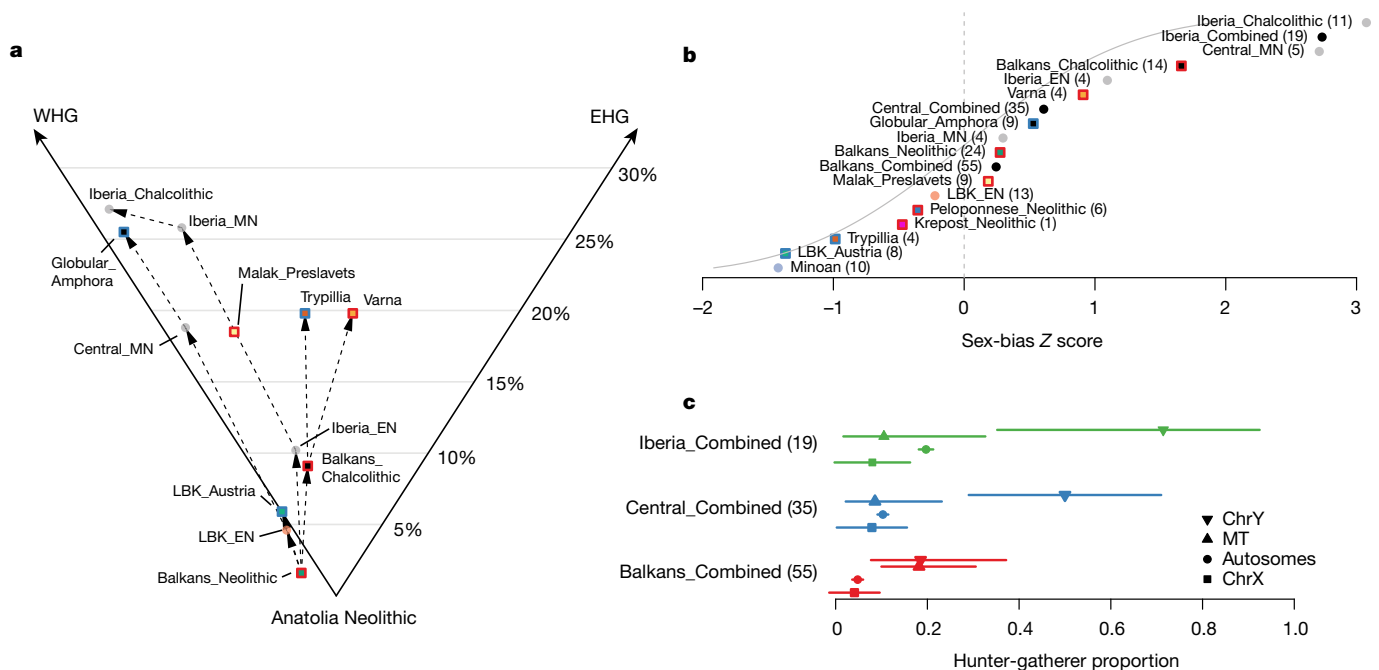 a
WHG
EHG
30%
25%
20%
15%
10%
5%
Iberia_Chalcolithic
Iberia_MN
Globular_
Amphora
Malak_Preslavets
Trypillia
Varna
Central_MN
Iberia_EN
Balkans_
Chalcolithic
LBK_Austria
LBK_EN
Balkans_Neolithic
Anatolia Neolithic
b
Iberia_Chalcolithic (11)
Iberia_Combined (19)
Central_MN (5)
Balkans_Chalcolithic (14)
Iberia_EN (4)
Varna (4)
Central_Combined (35)
Globular_Amphora (9)
Iberia_MN (4)
Balkans_Neolithic (24)
Balkans_Combined (55)
Malak_Preslavets (9)
LBK_EN (13)
Peloponnese_Neolithic (6)
Krepost_Neolithic (1)
Trypillia (4)
LBK_Austria (8)
Minoan (10)
−2 −1 0 1 2 3
Sex-bias Z score
c
Iberia_Combined (19)
Central_Combined (35)
Balkans_Combined (55)
ChrY
MT
Autosomes
ChrX
0 0.2 0.4 0.6 0.8 1.0
Hunter-gatherer proportion